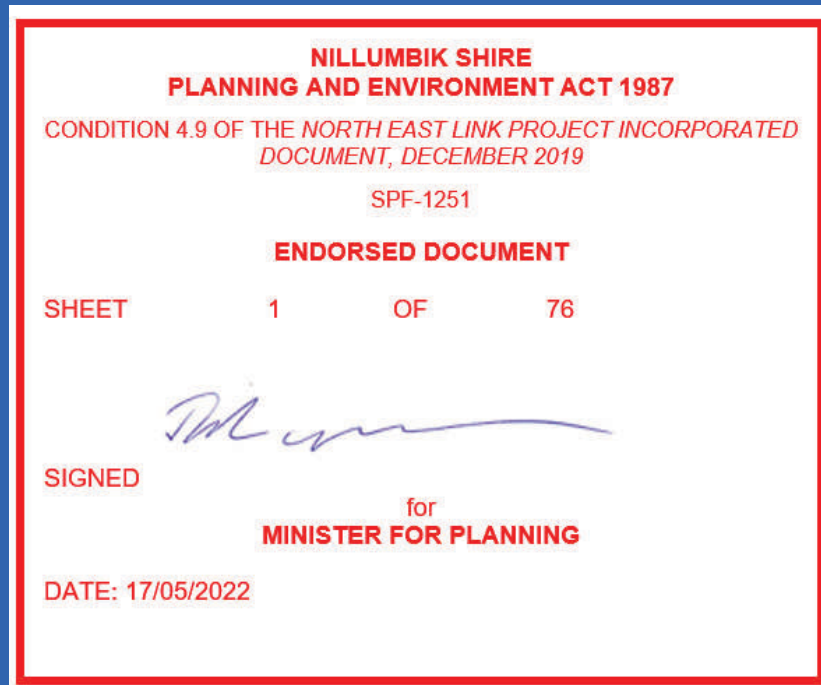 NILLUMBIK SHIRE
PLANNING AND ENVIRONMENT ACT 1987
CONDITION 4.9 OF THE NORTH EAST LINK PROJECT INCORPORATED
DOCUMENT, DECEMBER 2019
SPF-1251
ENDORSED DOCUMENT
SHEET 1 OF 76
SIGNED
for
MINISTER FOR PLANNING
DATE: 17/05/2022